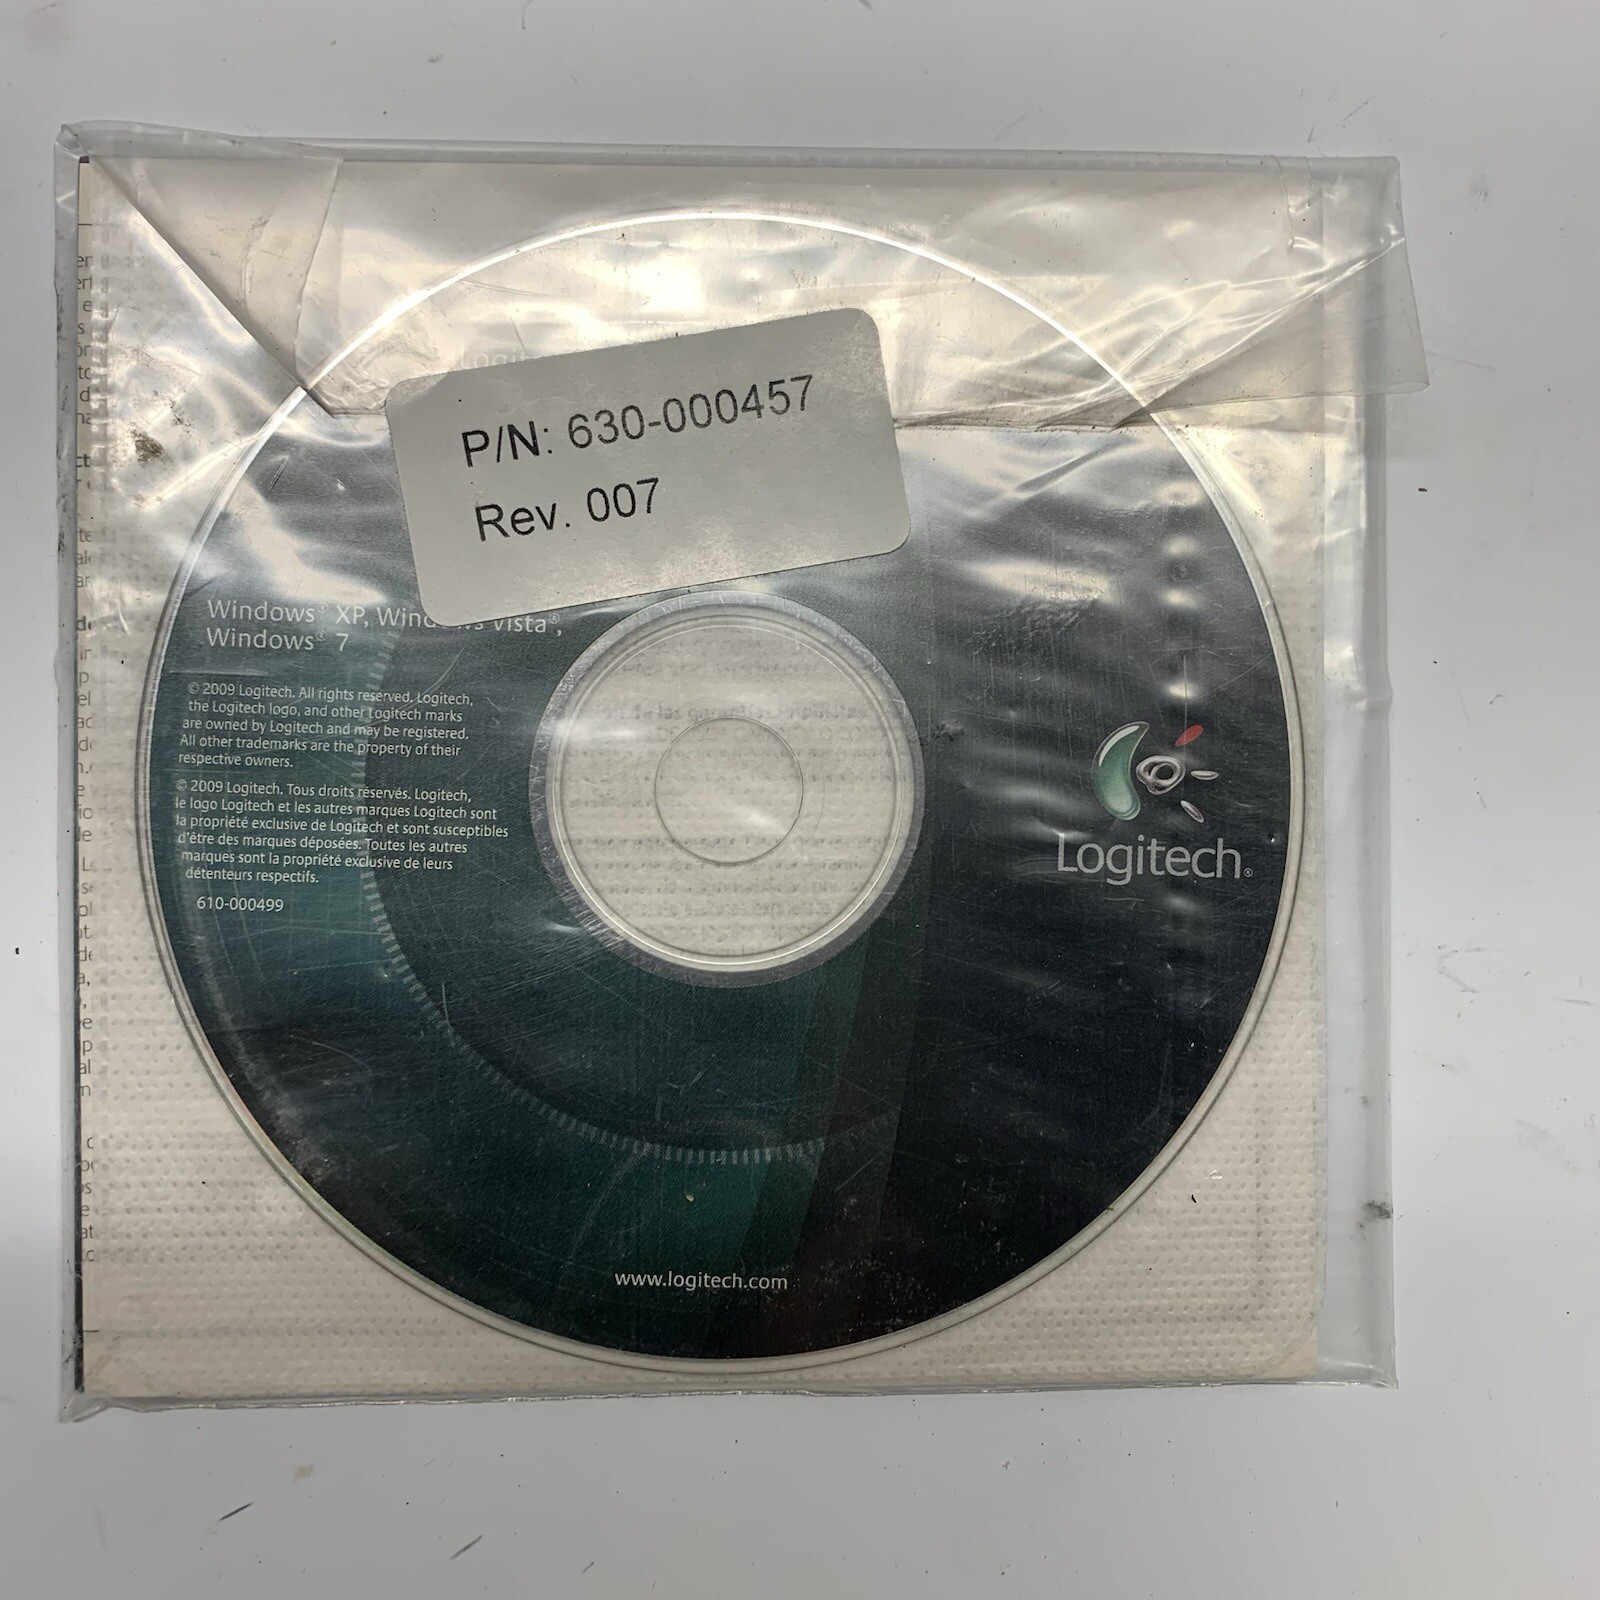 P/N: 630-000457
Rev. 007
Windows® XP, Windows Vista®,
Windows® 7
© 2009 Logitech. All rights reserved. Logitech,
the Logitech logo, and other Logitech marks
are owned by Logitech and may be registered.
All other trademarks are the property of their
respective owners.
© 2009 Logitech. Tous droits réservés. Logitech,
le logo Logitech et les autres marques Logitech sont
la propriété exclusive de Logitech et sont susceptibles
d'être des marques déposées. Toutes les autres
marques sont la propriété exclusive de leurs
détenteurs respectifs.
610-000499
Logitech®
www.logitech.com